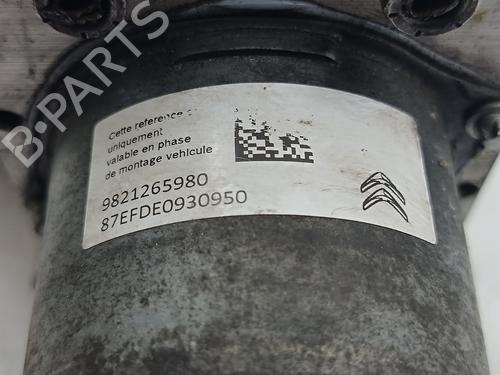 B-PARTS
Cette reference
uniquement
valable en phase
de montage vehicule
9821265980
87EFDE0930950